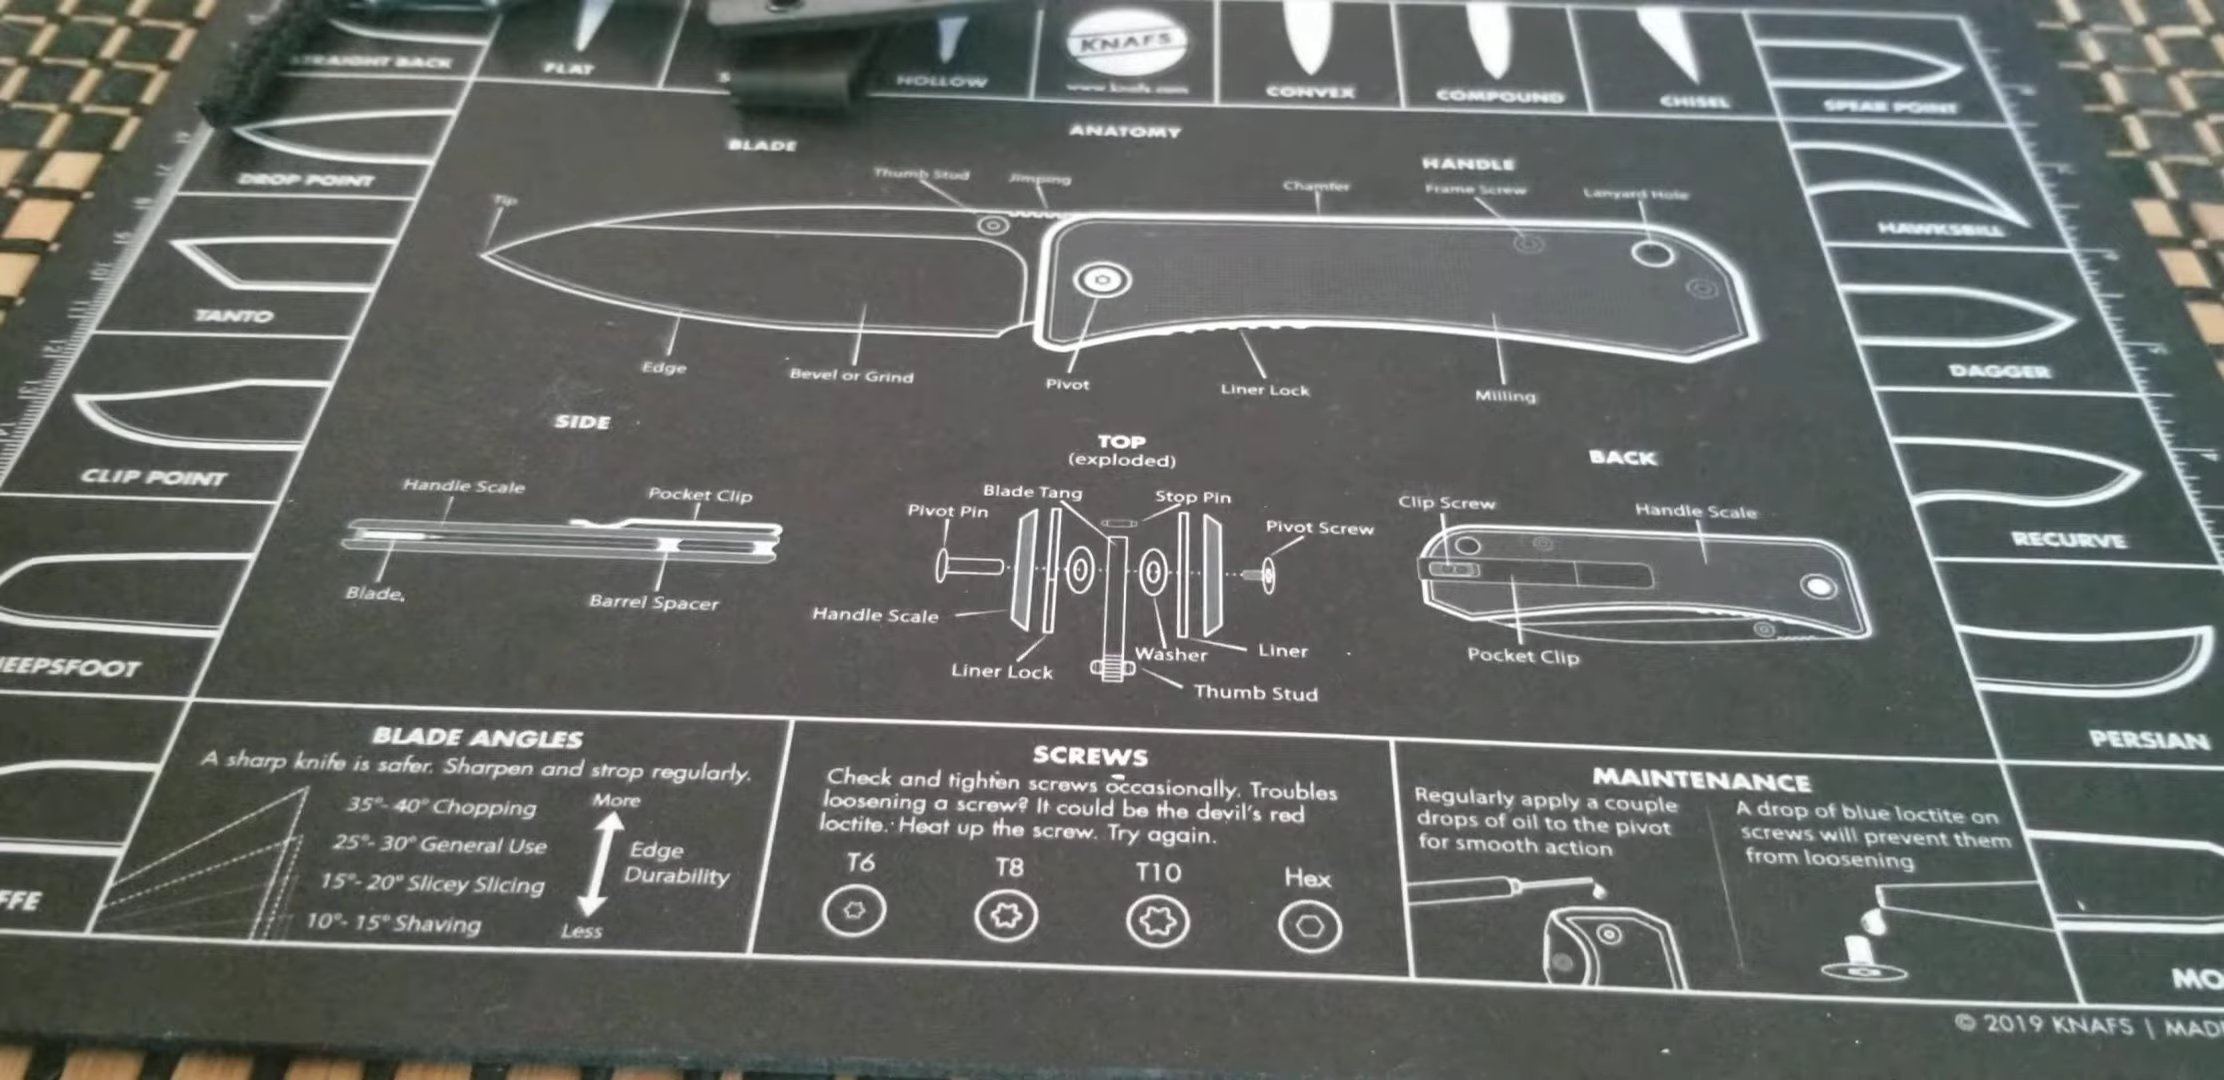 STRAIGHT BACK
FLAT
HOLLOW
KNAFS
www.knafs.com
CONVEX
COMPOUND
CHISEL
SPEAR POINT
DROP POINT
TANTO
CLIP POINT
EEPSFOOT
FFE
HAWKSBILL
DAGGER
RECURVE
PERSIAN
MO
ANATOMY
BLADE
HANDLE
Tip
Thumb Stud
Jimping
Chamfer
Frame Screw
Lanyard Hole
Edge
Bevel or Grind
Pivot
Liner Lock
Milling
SIDE
Handle Scale
Pocket Clip
Blade
Barrel Spacer
TOP
(exploded)
Blade Tang
Stop Pin
Pivot Pin
Pivot Screw
Handle Scale
Liner Lock
Washer
Liner
Thumb Stud
BACK
Clip Screw
Handle Scale
Pocket Clip
BLADE ANGLES
A sharp knife is safer. Sharpen and strop regularly.
35°- 40° Chopping
25°- 30° General Use
15°- 20° Slicey Slicing
10°- 15° Shaving
More
Edge
Durability
Less
SCREWS
Check and tighten screws occasionally. Troubles
loosening a screw? It could be the devil's red
loctite. Heat up the screw. Try again.
T6
T8
T10
Hex
MAINTENANCE
Regularly apply a couple
drops of oil to the pivot
for smooth action
A drop of blue loctite on
screws will prevent them
from loosening
© 2019 KNAFS | MAD